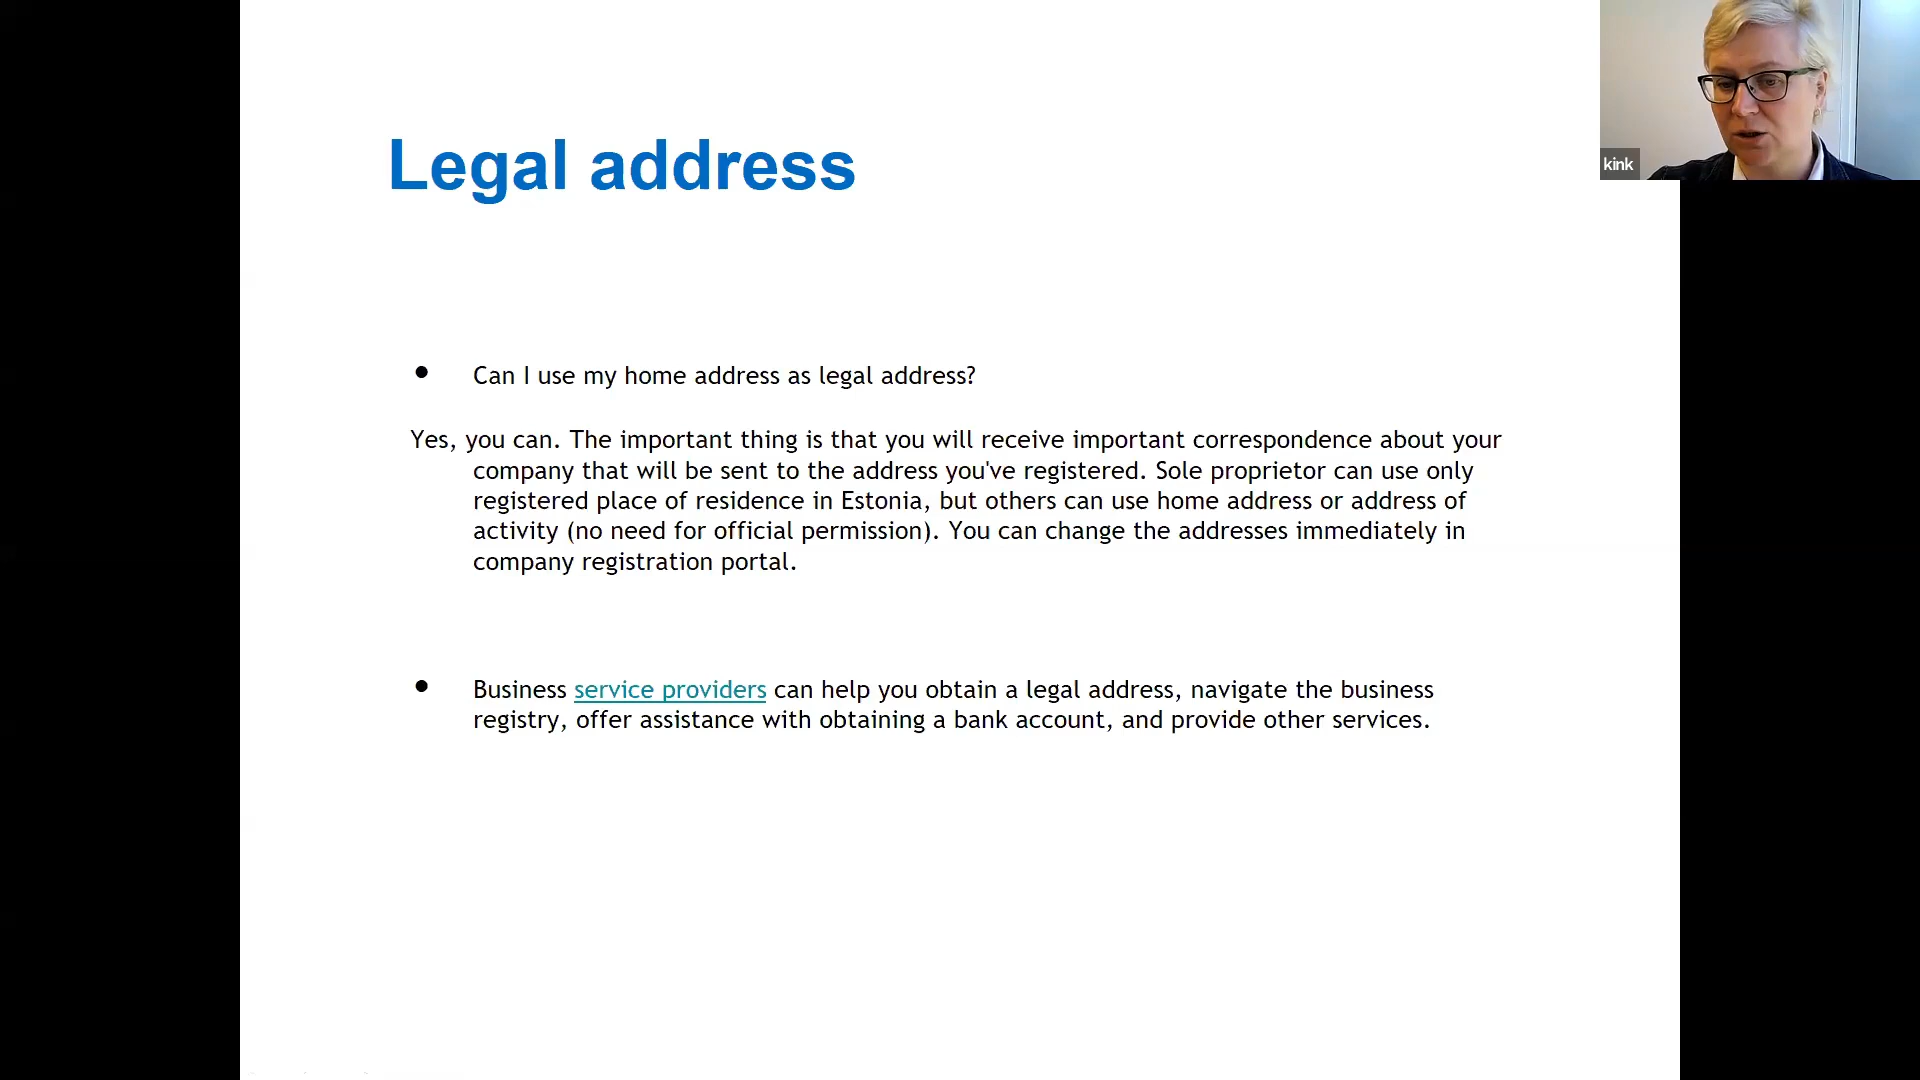 Legal address
kink
• Can I use my home address as legal address?
Yes, you can. The important thing is that you will receive important correspondence about your
company that will be sent to the address you've registered. Sole proprietor can use only
registered place of residence in Estonia, but others can use home address or address of
activity (no need for official permission). You can change the addresses immediately in
company registration portal.
• Business service providers can help you obtain a legal address, navigate the business
registry, offer assistance with obtaining a bank account, and provide other services.